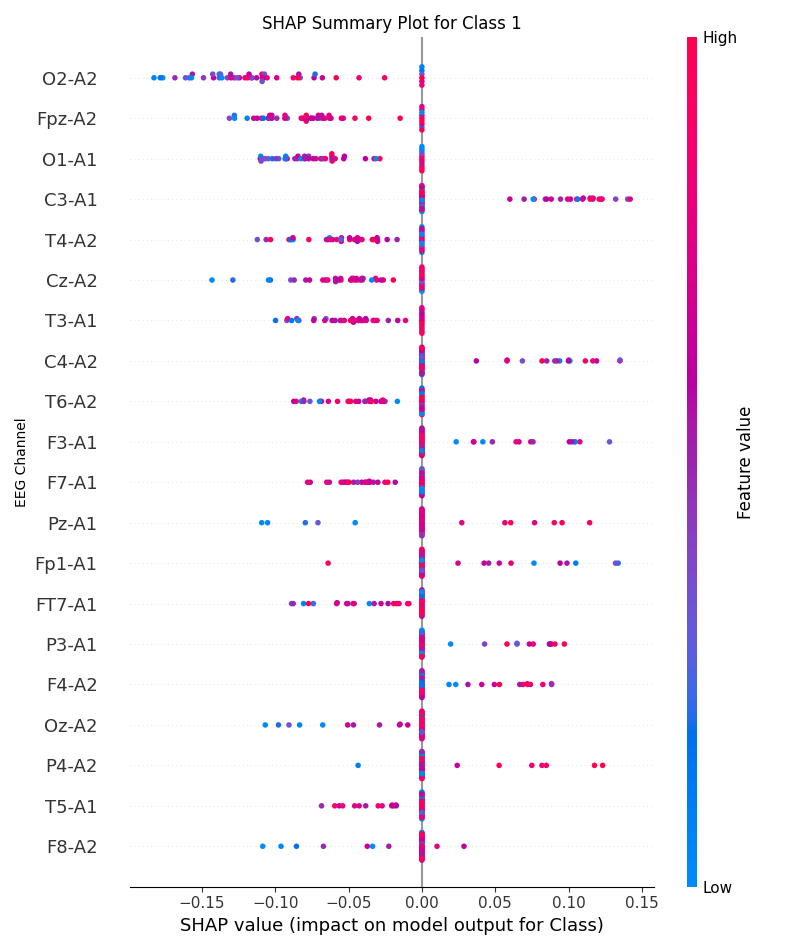 SHAP Summary Plot for Class 1
High
O2-A2
Fpz-A2
O1-A1
C3-A1
T4-A2
Cz-A2
T3-A1
C4-A2
T6-A2
F3-A1
F7-A1
Pz-A1
Fp1-A1
FT7-A1
P3-A1
F4-A2
Oz-A2
P4-A2
T5-A1
F8-A2
EEG Channel
Feature value
Low
−0.15 −0.10 −0.05 0.00 0.05 0.10 0.15
SHAP value (impact on model output for Class)